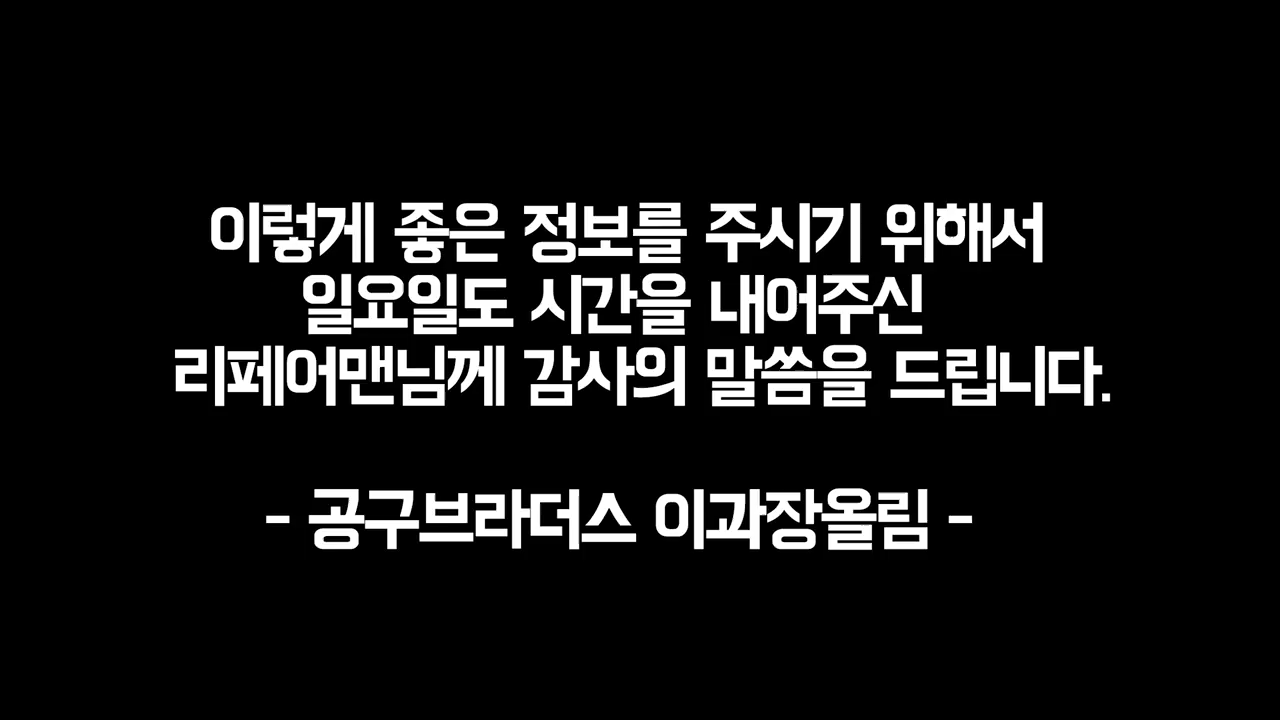 이렇게 좋은 정보를 주시기 위해서
일요일도 시간을 내어주신
리페어맨님께 감사의 말씀을 드립니다.
- 공구브라더스 이과장올림 -